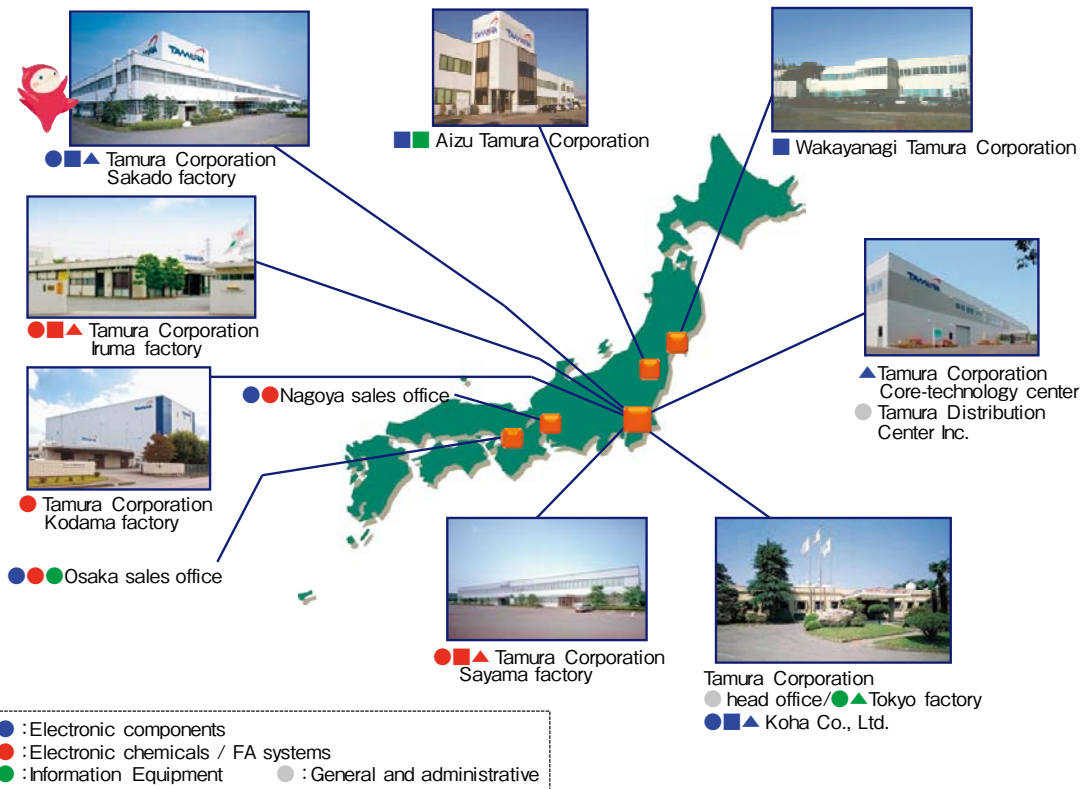 TAMURA
TAMURA
Tamura Corporation
Sakado factory
Aizu Tamura Corporation
Wakayanagi Tamura Corporation
Tamura Corporation
Iruma factory
TAMURA
Tamura Corporation
Core-technology center
Tamura Distribution
Center Inc.
Nagoya sales office
Tamura Corporation
Kodama factory
Osaka sales office
Tamura Corporation
Sayama factory
Tamura Corporation
head office/ Tokyo factory
Koha Co., Ltd.
:Electronic components
:Electronic chemicals / FA systems
:Information Equipment :General and administrative